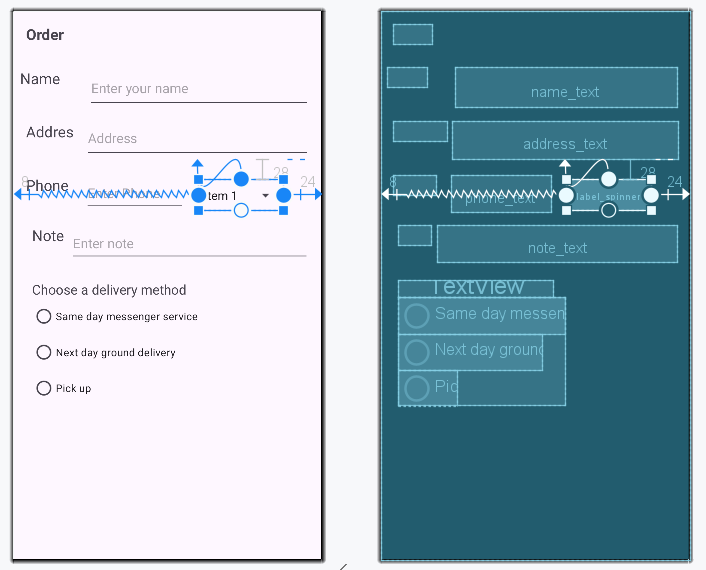 Order
Name
Enter your name
Addres
Address
28
8
24
Phone
Enter Phone
tem 1
Note
Enter note
Choose a delivery method
Same day messenger service
Next day ground delivery
Pick up
name_text
address_text
28
8
24
phone_text
label_spinner
note_text
TextView
Same day messen
Next day ground
Pic